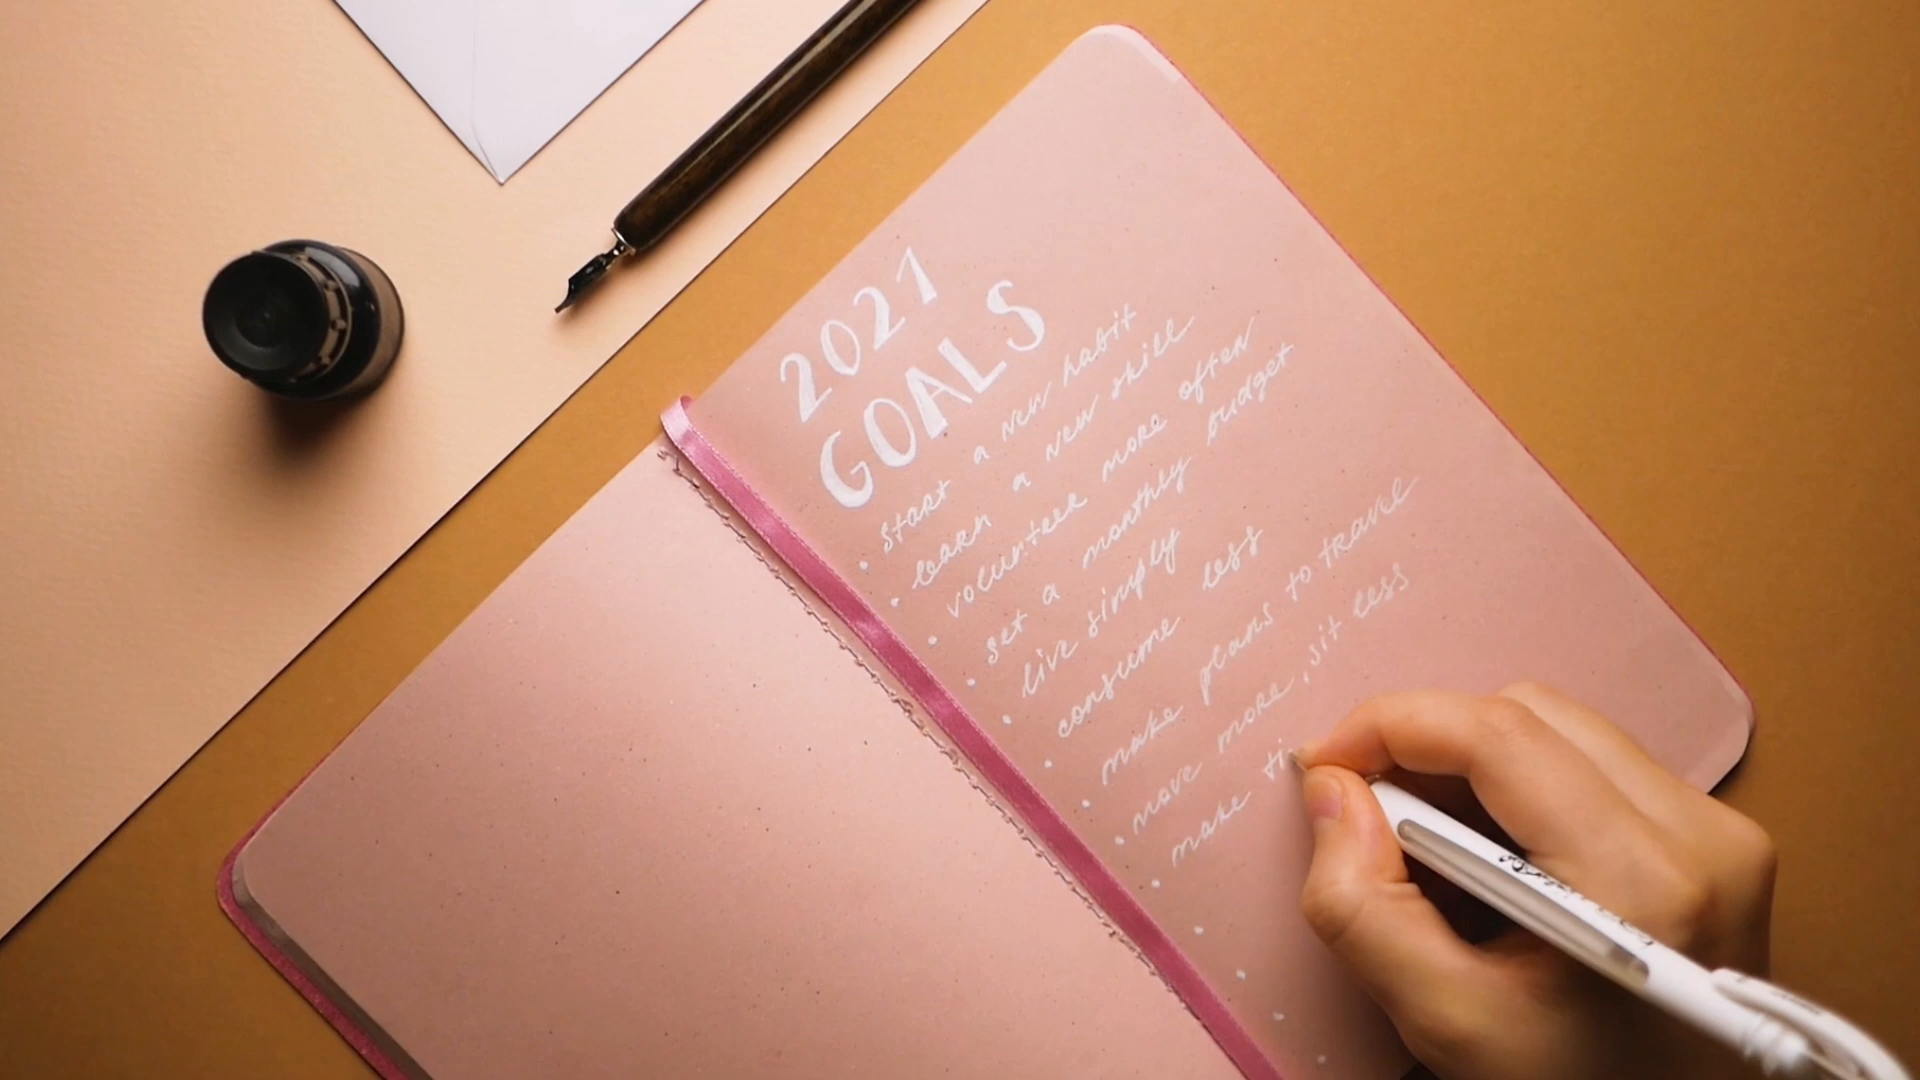 2021
GOALS
• start a new habit
• learn a new skill
• volunteer more often
• set a monthly budget
• live simply
• consume less
• make plans to travel
• move more, sit less
• make ti